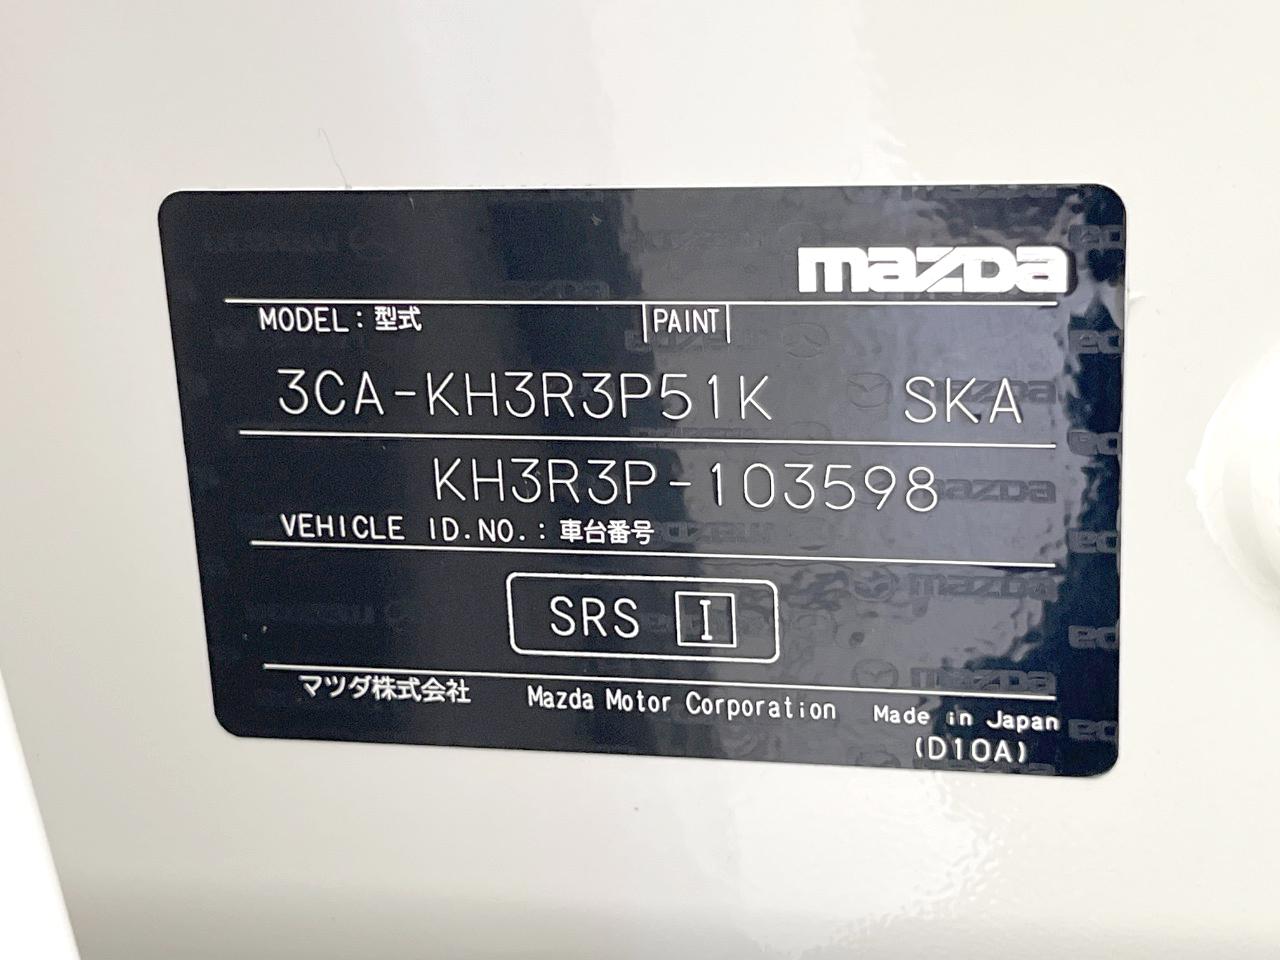 mazda
MODEL：型式 PAINT
3CA-KH3R3P51K SKA
KH3R3P-103598
VEHICLE ID.NO.：車台番号
SRS I
マツダ株式会社 Mazda Motor Corporation Made in Japan
(D10A)